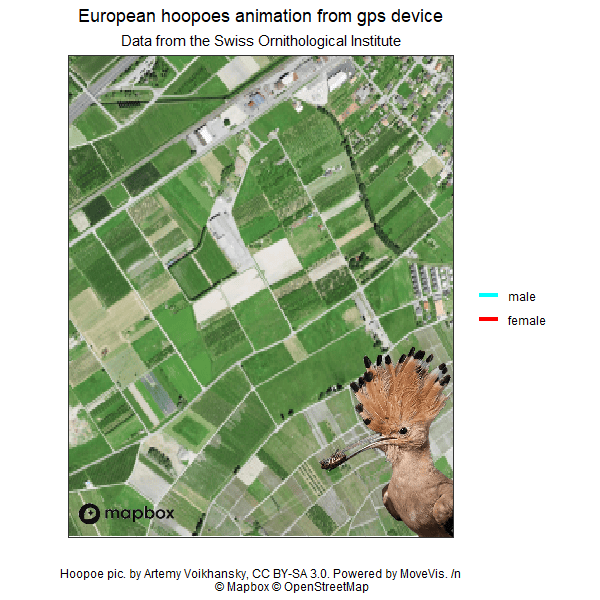 European hoopoes animation from gps device
Data from the Swiss Ornithological Institute
male
female
mapbox
Hoopoe pic. by Artemy Voikhansky, CC BY-SA 3.0. Powered by MoveVis. /n
© Mapbox © OpenStreetMap